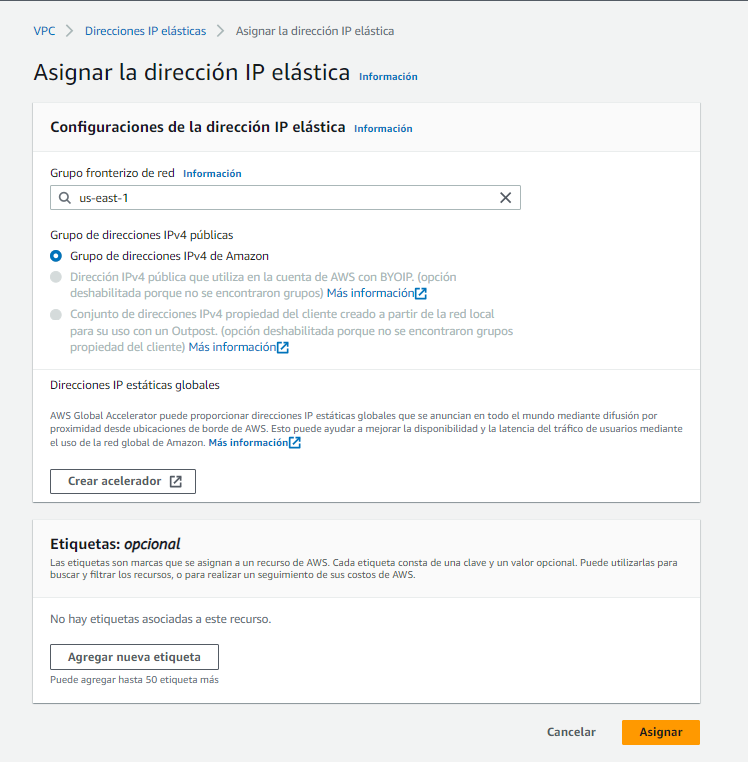 VPC > Direcciones IP elásticas > Asignar la dirección IP elástica
Asignar la dirección IP elástica Información
Configuraciones de la dirección IP elástica Información
Grupo fronterizo de red Información
us-east-1
Grupo de direcciones IPv4 públicas
Grupo de direcciones IPv4 de Amazon
Dirección IPv4 pública que utiliza en la cuenta de AWS con BYOIP. (opción
deshabilitada porque no se encontraron grupos) Más información
Conjunto de direcciones IPv4 propiedad del cliente creado a partir de la red local
para su uso con un Outpost. (opción deshabilitada porque no se encontraron grupos
propiedad del cliente) Más información
Direcciones IP estáticas globales
AWS Global Accelerator puede proporcionar direcciones IP estáticas globales que se anuncian en todo el mundo mediante difusión por
proximidad desde ubicaciones de borde de AWS. Esto puede ayudar a mejorar la disponibilidad y la latencia del tráfico de usuarios mediante
el uso de la red global de Amazon. Más información
Crear acelerador
Etiquetas: opcional
Las etiquetas son marcas que se asignan a un recurso de AWS. Cada etiqueta consta de una clave y un valor opcional. Puede utilizarlas para
buscar y filtrar los recursos, o para realizar un seguimiento de sus costos de AWS.
No hay etiquetas asociadas a este recurso.
Agregar nueva etiqueta
Puede agregar hasta 50 etiqueta más
Cancelar Asignar